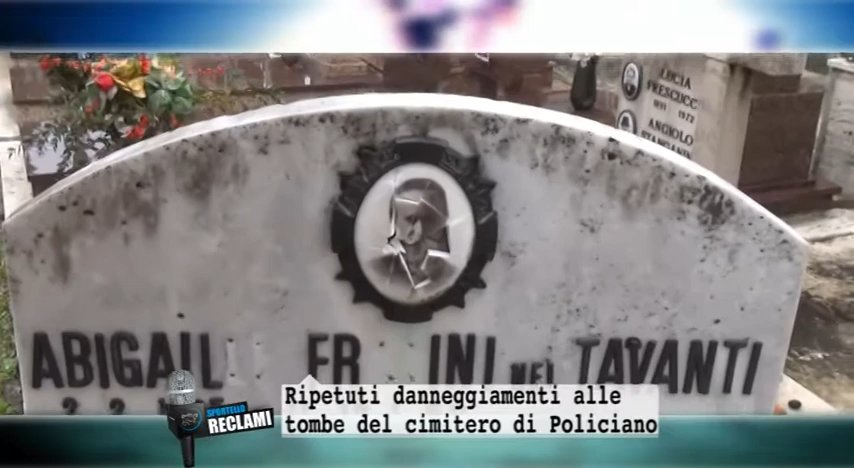 LUCIA
FRESCUCC
ANGIOLO
ABIGAIL FR INI NEI TAVANTI
SPORTELLO
RECLAMI
Ripetuti danneggiamenti alle
tombe del cimitero di Policiano